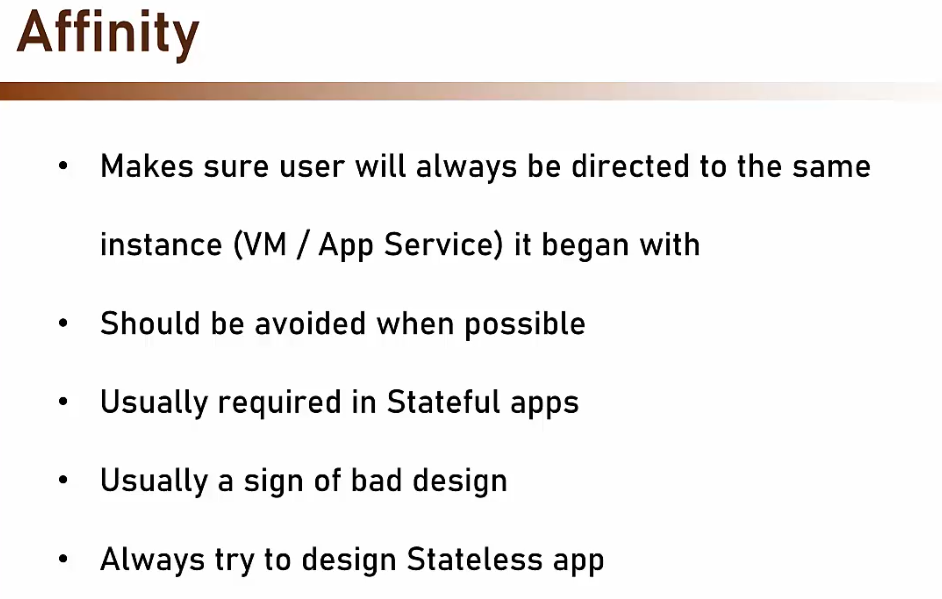 Affinity
• Makes sure user will always be directed to the same
instance (VM / App Service) it began with
• Should be avoided when possible
• Usually required in Stateful apps
• Usually a sign of bad design
• Always try to design Stateless app